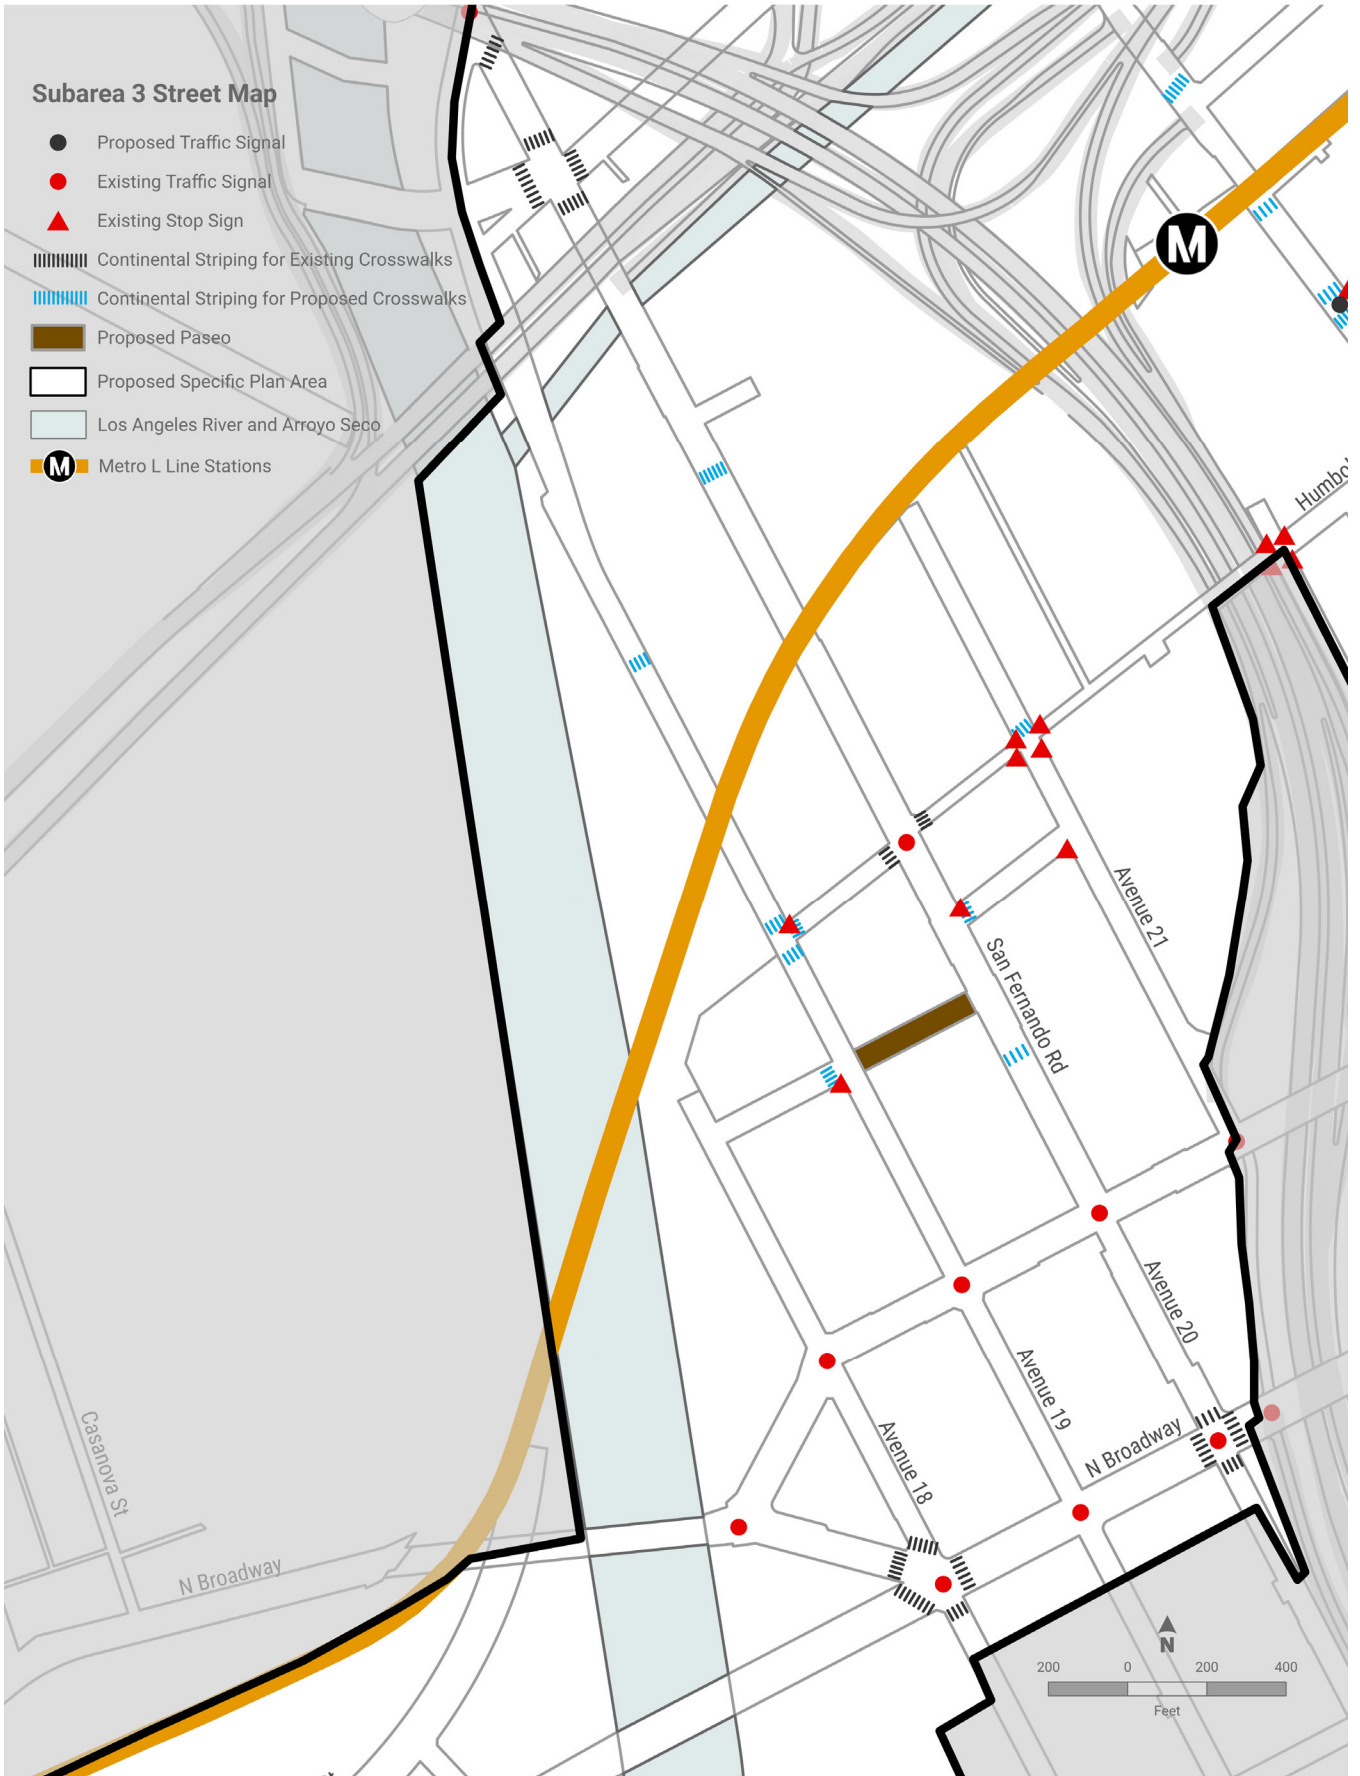 Subarea 3 Street Map
Proposed Traffic Signal
Existing Traffic Signal
Existing Stop Sign
Continental Striping for Existing Crosswalks
Continental Striping for Proposed Crosswalks
Proposed Paseo
Proposed Specific Plan Area
Los Angeles River and Arroyo Seco
M Metro L Line Stations
M
Humbol
Avenue 21
San Fernando Rd
Avenue 20
Avenue 19
Avenue 18
N Broadway
Casanova St
N Broadway
N
200 0 200 400
Feet